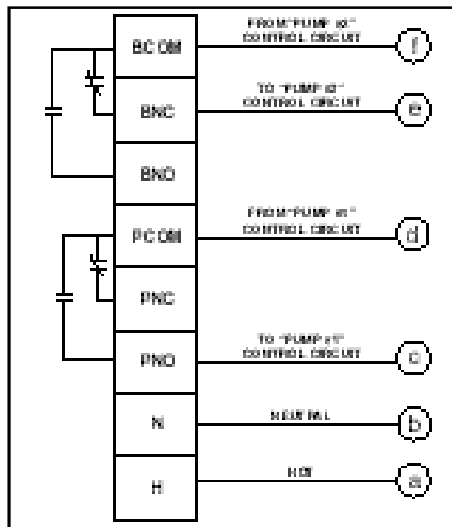 FROM "PUMP #2"
CONTROL CIRCUIT
BCOM
f
TO "PUMP #2"
CONTROL CIRCUIT
BNC
e
BNO
FROM "PUMP #1"
CONTROL CIRCUIT
PCOM
d
PNC
TO "PUMP #1"
CONTROL CIRCUIT
PNO
c
N
NEUTRAL
b
H
HOT
a